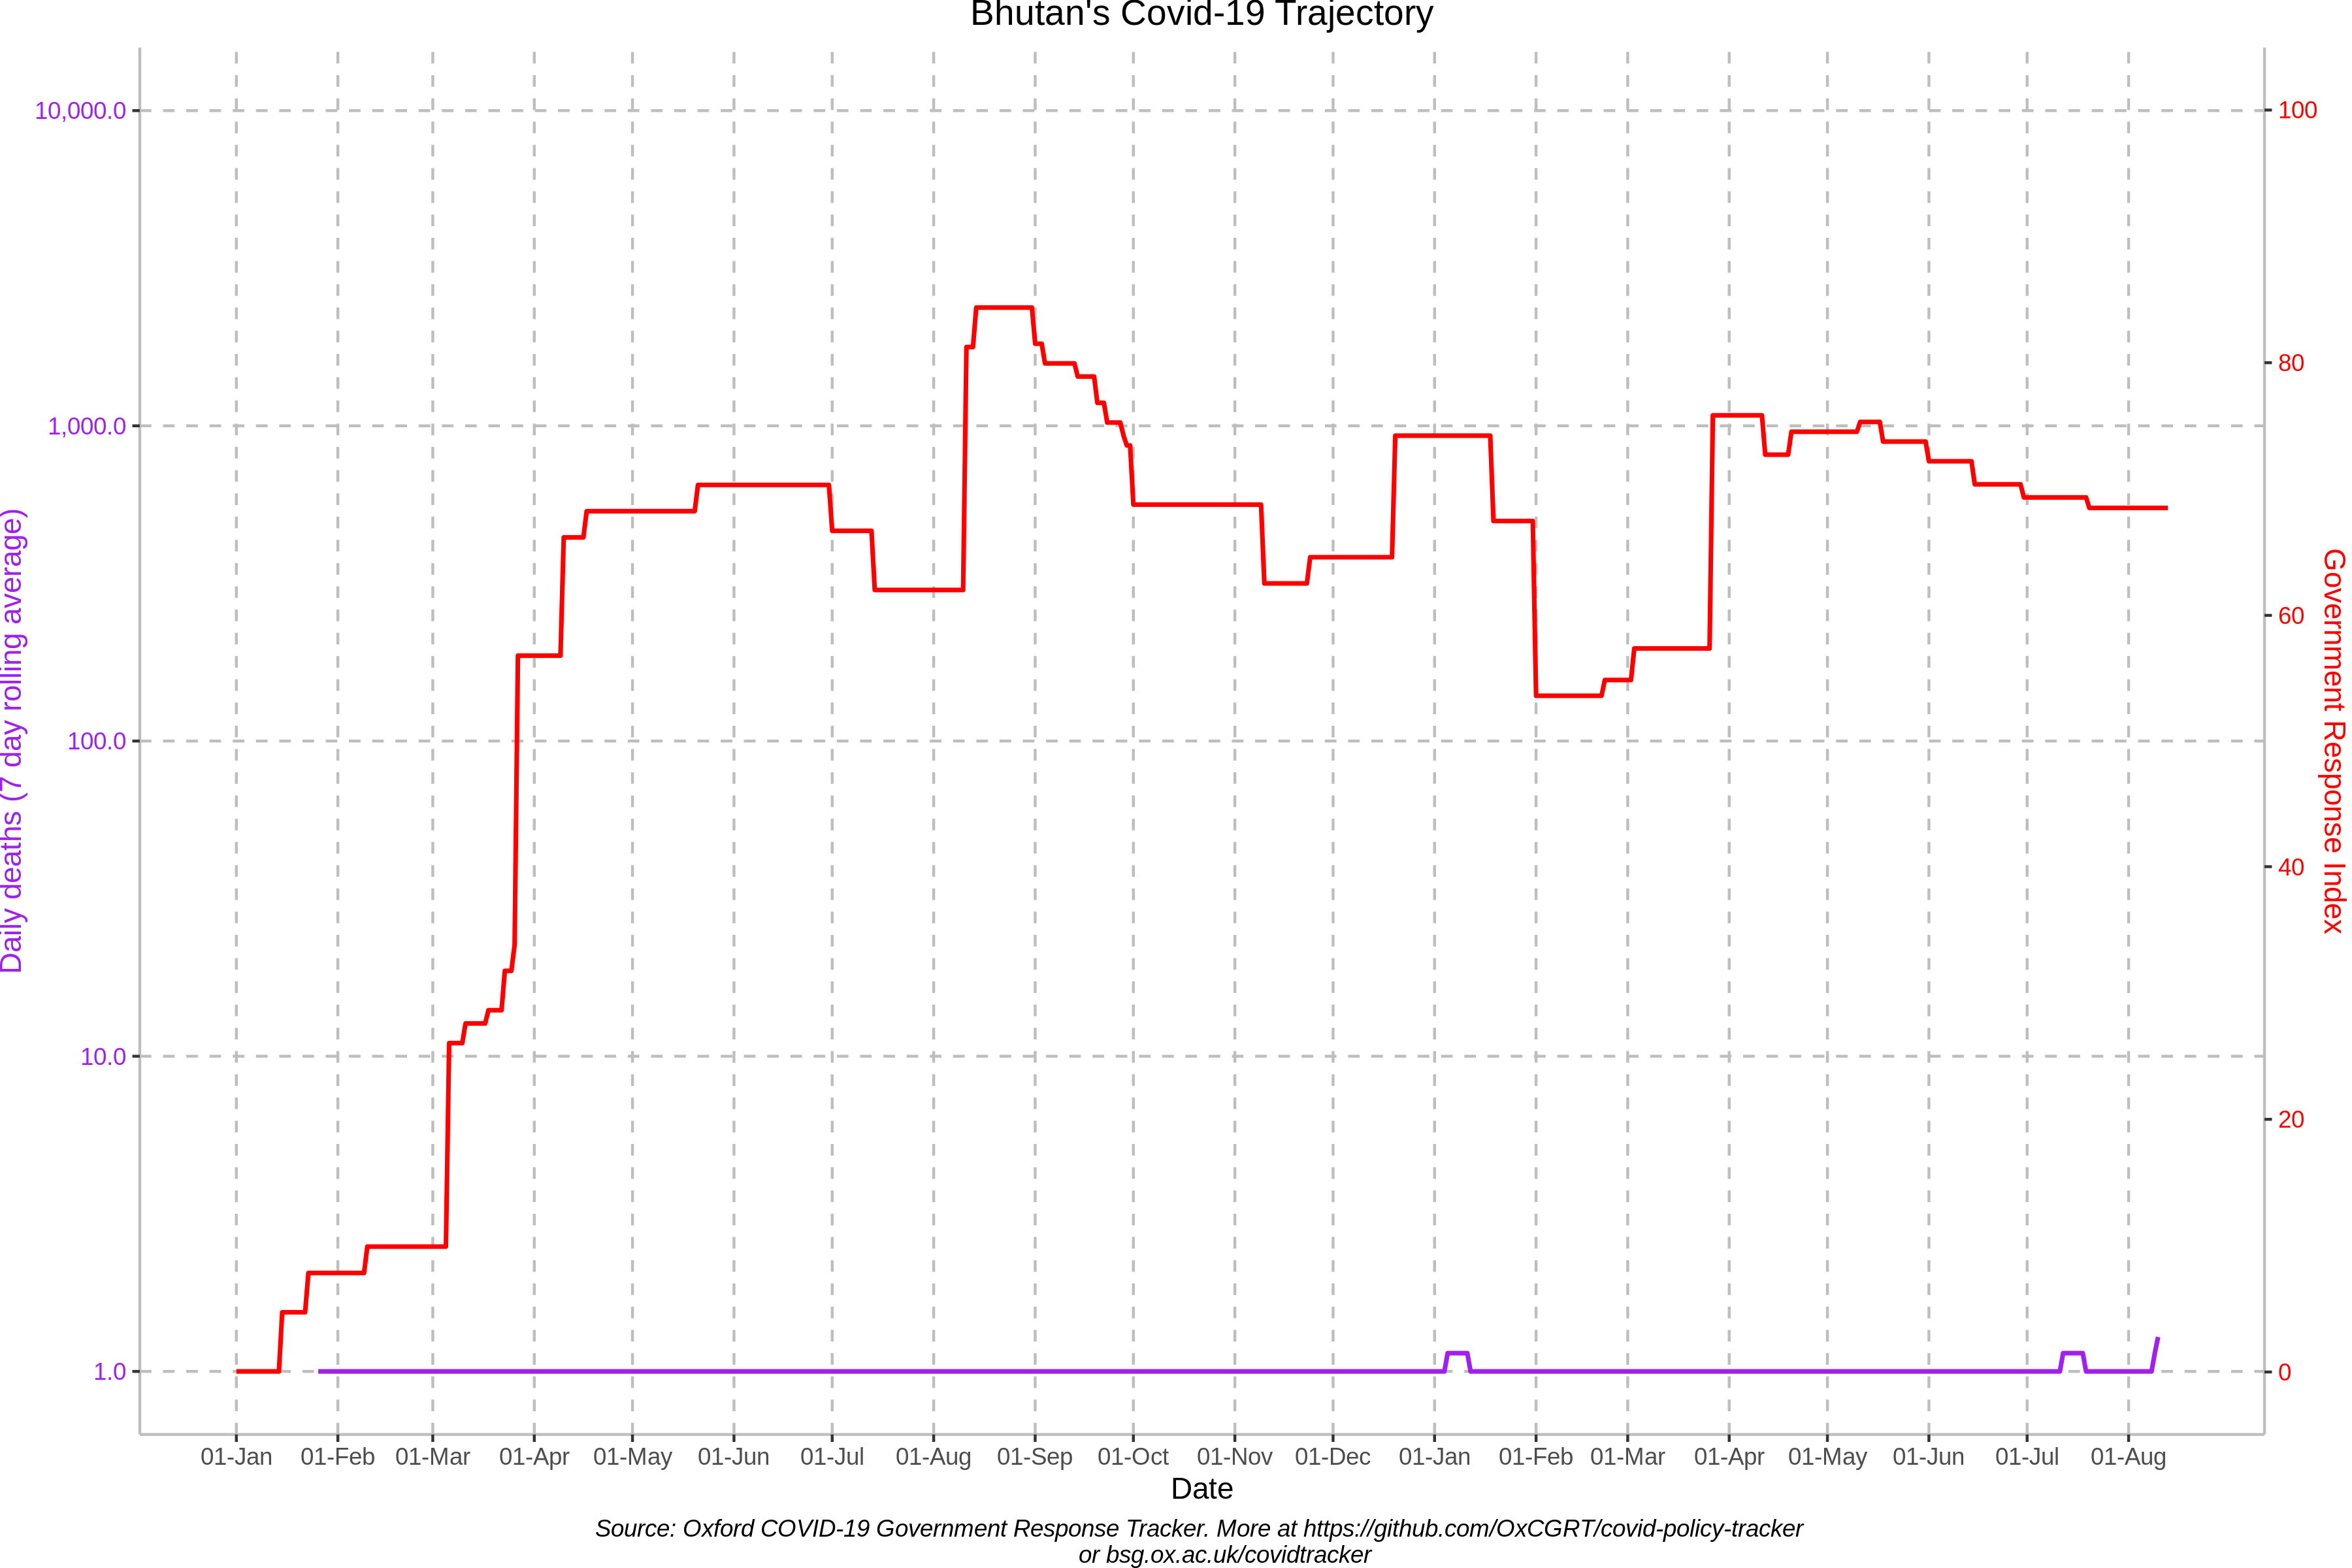 Bhutan's Covid-19 Trajectory
10,000.0
1,000.0
100.0
10.0
1.0
Daily deaths (7 day rolling average)
100
80
60
40
20
0
Government Response Index
01-Jan 01-Feb 01-Mar 01-Apr 01-May 01-Jun 01-Jul 01-Aug 01-Sep 01-Oct 01-Nov 01-Dec 01-Jan 01-Feb 01-Mar 01-Apr 01-May 01-Jun 01-Jul 01-Aug
Date
Source: Oxford COVID-19 Government Response Tracker. More at https://github.com/OxCGRT/covid-policy-tracker
or bsg.ox.ac.uk/covidtracker